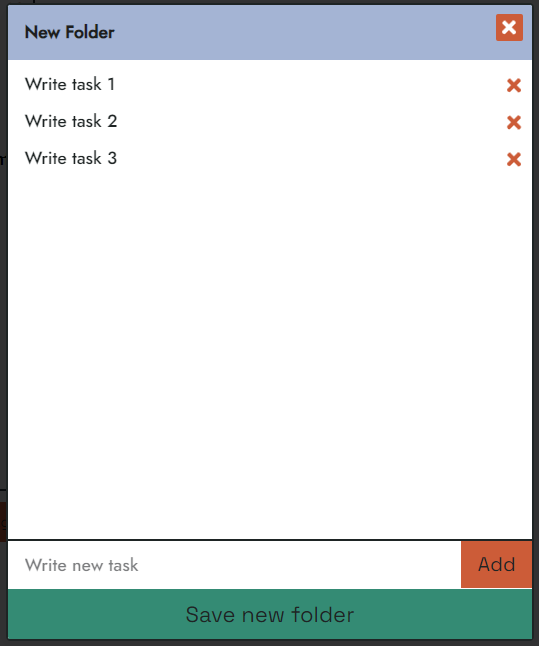 New Folder
Write task 1
Write task 2
Write task 3
Write new task
Add
Save new folder